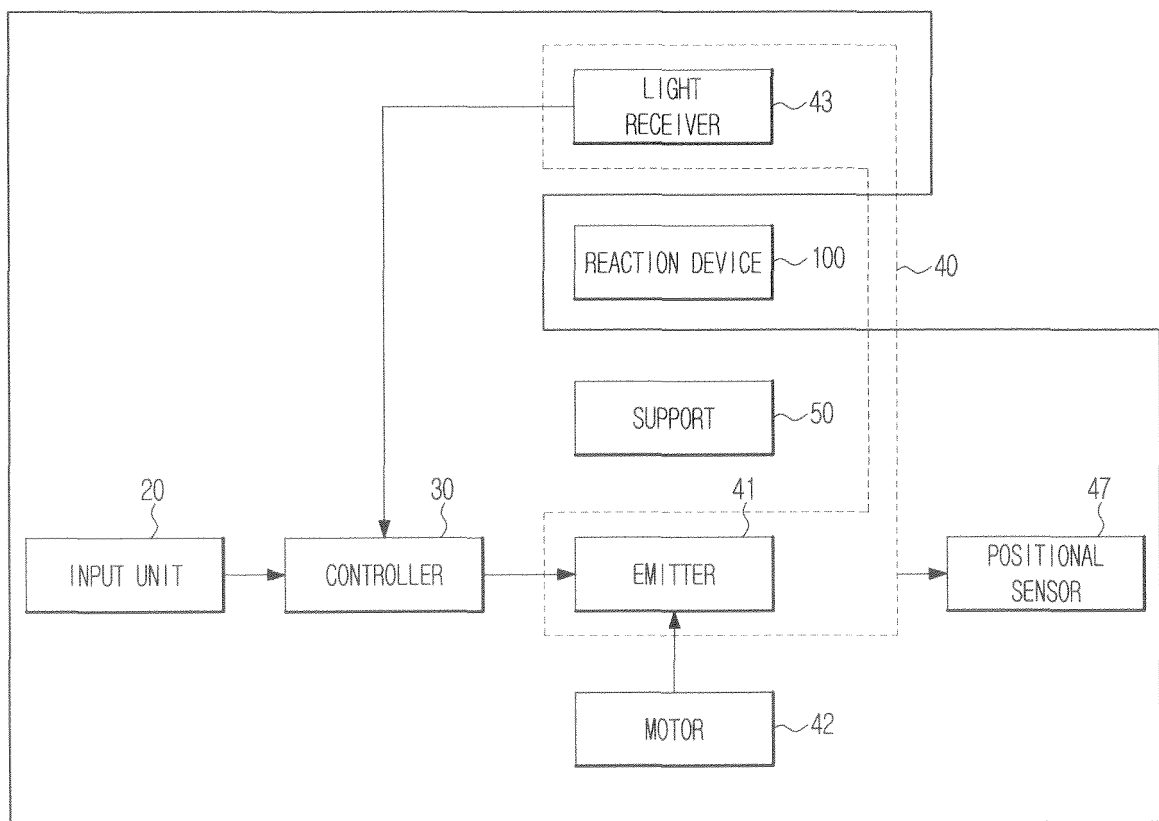 LIGHT
RECEIVER
43
REACTION DEVICE
100
40
SUPPORT
50
20
30
41
47
INPUT UNIT
CONTROLLER
EMITTER
POSITIONAL
SENSOR
MOTOR
42